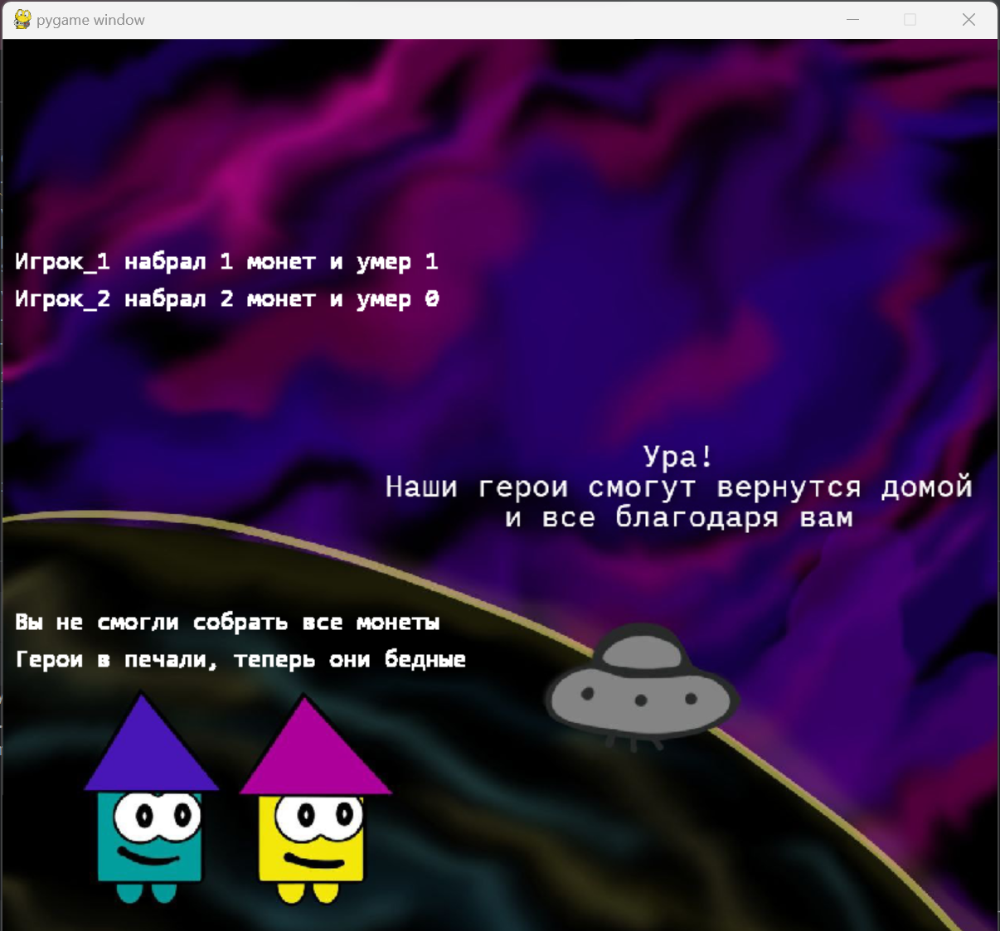 pygame window
Игрок_1 набрал 1 монет и умер 1
Игрок_2 набрал 2 монет и умер 0
Ура!
Наши герои смогут вернутся домой
и все благодаря вам
Вы не смогли собрать все монеты
Герои в печали, теперь они бедные